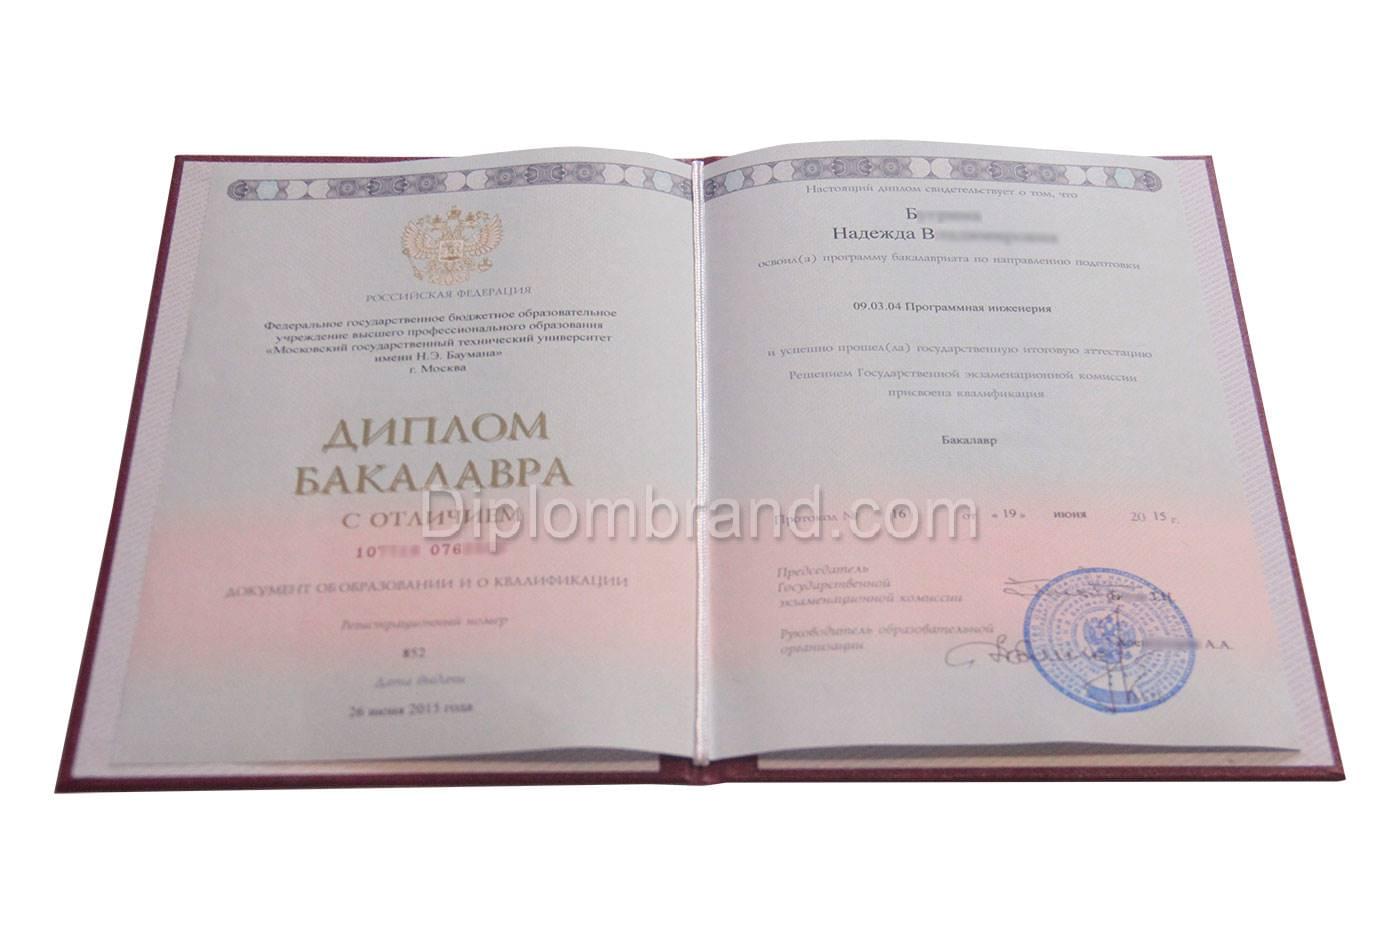 РОССИЙСКАЯ ФЕДЕРАЦИЯ
Федеральное государственное бюджетное образовательное
учреждение высшего профессионального образования
«Московский государственный технический университет
имени Н.Э. Баумана»
г. Москва
ДИПЛОМ
БАКАЛАВРА
С ОТЛИЧИЕМ
107 076
ДОКУМЕНТ ОБ ОБРАЗОВАНИИ И О КВАЛИФИКАЦИИ
Регистрационный номер
852
Дата выдачи
26 июня 2015 года
Настоящий диплом свидетельствует о том, что
Б
Надежда В
освоил(а) программу бакалавриата по направлению подготовки
09.03.04 Программная инженерия
и успешно прошел(ла) государственную итоговую аттестацию
Решением Государственной экзаменационной комиссии
присвоена квалификация
Бакалавр
Протокол № 16 от « 19 » июня 20 15 г.
Председатель
Государственной
экзаменационной комиссии
Руководитель образовательной
организации
А.А.
Diplombrand.com